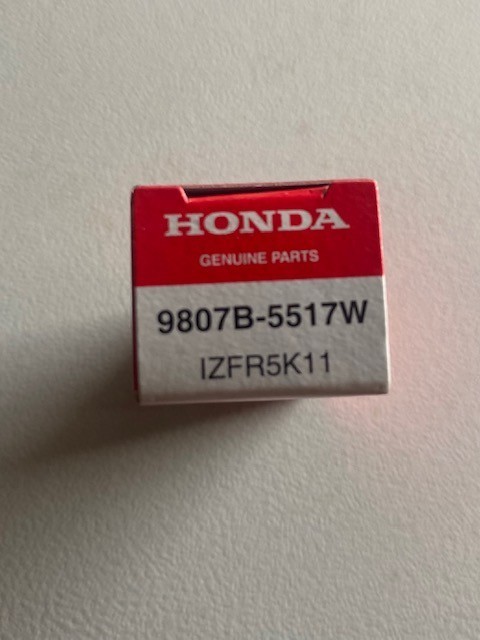 HONDA
GENUINE PARTS
9807B-5517W
IZFR5K11